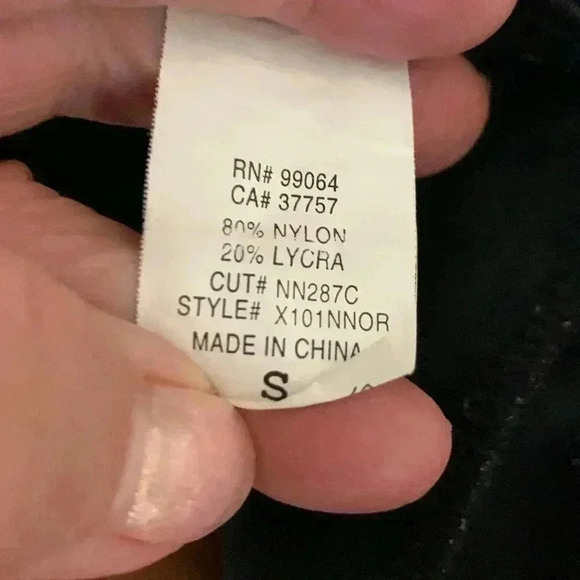 RN# 99064
CA# 37757
80% NYLON
20% LYCRA
CUT# NN287C
STYLE# X101NNOR
MADE IN CHINA
S